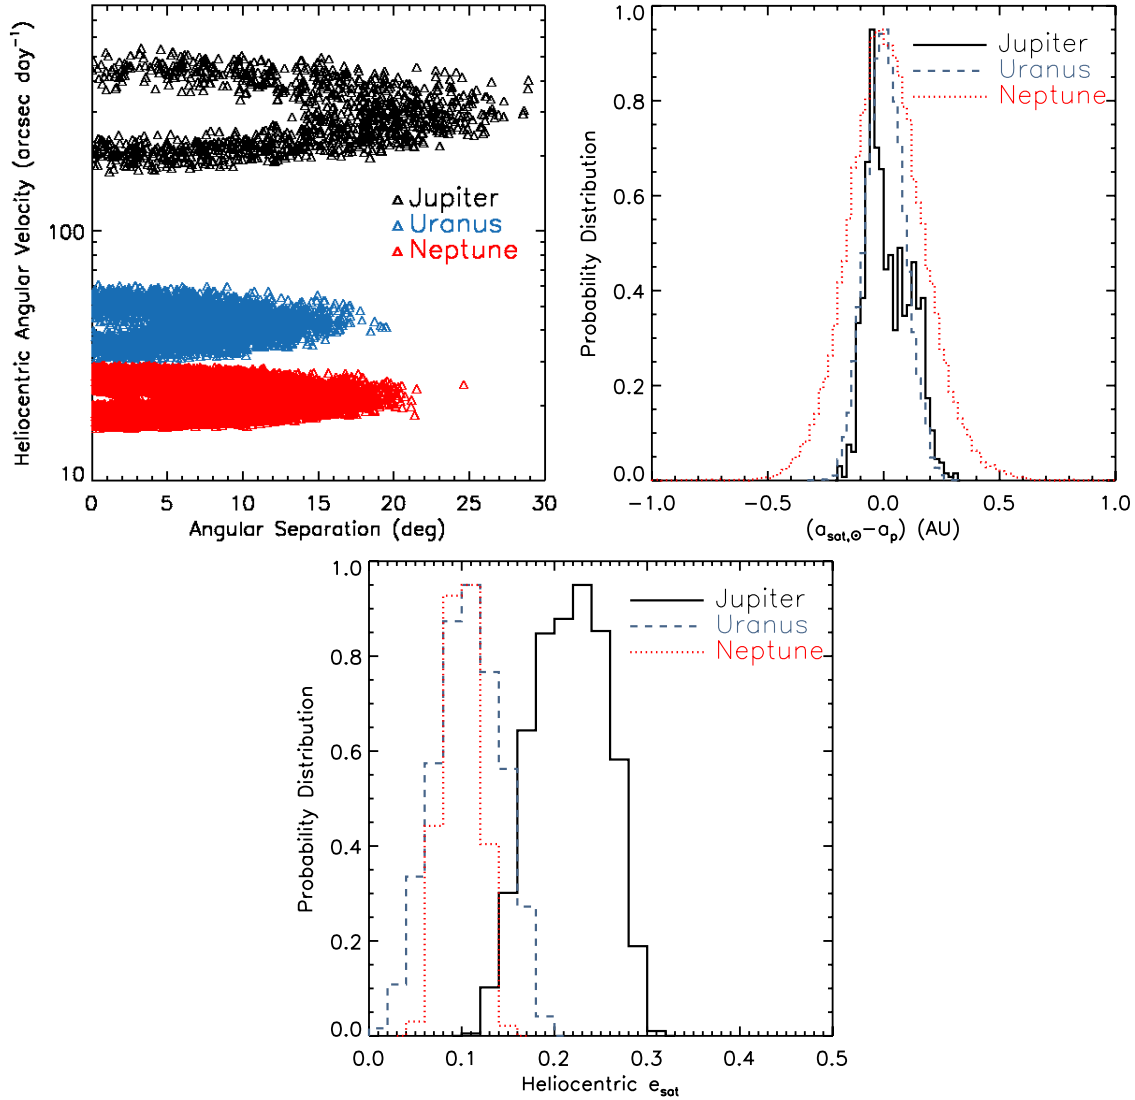 Heliocentric Angular Velocity (arcsec day⁻¹)
100
10
Jupiter
Uranus
Neptune
0 5 10 15 20 25 30
Angular Separation (deg)
Probability Distribution
1.0
0.8
0.6
0.4
0.2
0.0
Jupiter
Uranus
Neptune
−1.0 −0.5 0.0 0.5 1.0
(a_sat,⊙−a_p) (AU)
Probability Distribution
1.0
0.8
0.6
0.4
0.2
0.0
Jupiter
Uranus
Neptune
0.0 0.1 0.2 0.3 0.4 0.5
Heliocentric e_sat